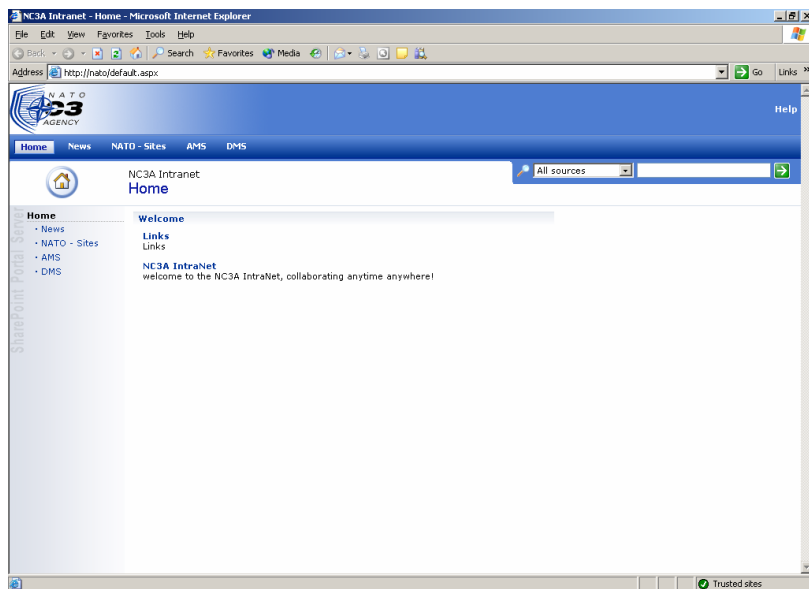 NC3A Intranet - Home - Microsoft Internet Explorer
File Edit View Favorites Tools Help
Back Search Favorites Media
Address http://nato/default.aspx Go Links »
NATO
C3
AGENCY
Help
Home News NATO - Sites AMS DMS
NC3A Intranet
Home
All sources
Home
· News
· NATO - Sites
· AMS
· DMS
SharePoint Portal Server
Welcome
Links
Links
NC3A IntraNet
welcome to the NC3A IntraNet, collaborating anytime anywhere!
Trusted sites